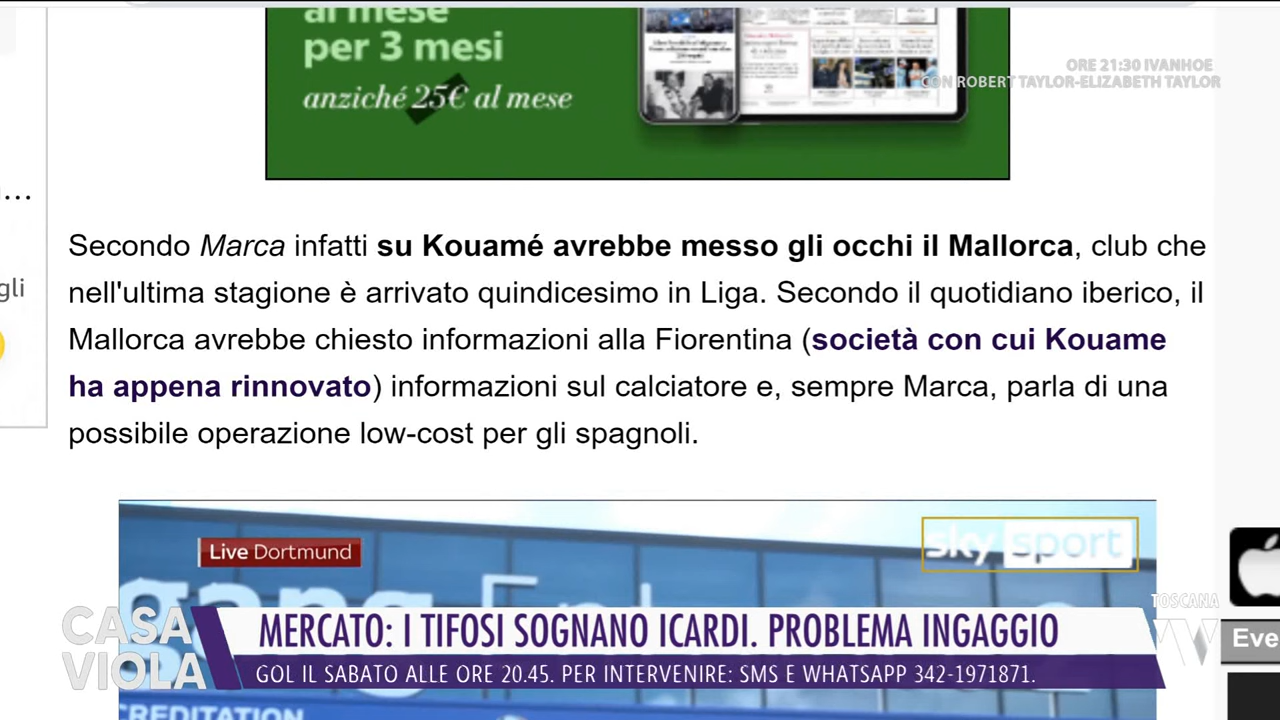 al mese
per 3 mesi
anziché 25€ al mese
ORE 21:30 IVANHOE
CON ROBERT TAYLOR-ELIZABETH TAYLOR
...
gli
Secondo Marca infatti su Kouamé avrebbe messo gli occhi il Mallorca, club che
nell'ultima stagione è arrivato quindicesimo in Liga. Secondo il quotidiano iberico, il
Mallorca avrebbe chiesto informazioni alla Fiorentina (società con cui Kouame
ha appena rinnovato) informazioni sul calciatore e, sempre Marca, parla di una
possibile operazione low-cost per gli spagnoli.
Live Dortmund
sky sport
CASA
VIOLA
MERCATO: I TIFOSI SOGNANO ICARDI. PROBLEMA INGAGGIO
GOL IL SABATO ALLE ORE 20.45. PER INTERVENIRE: SMS E WHATSAPP 342-1971871.
TOSCANA
TV
Eve
CREDITATION